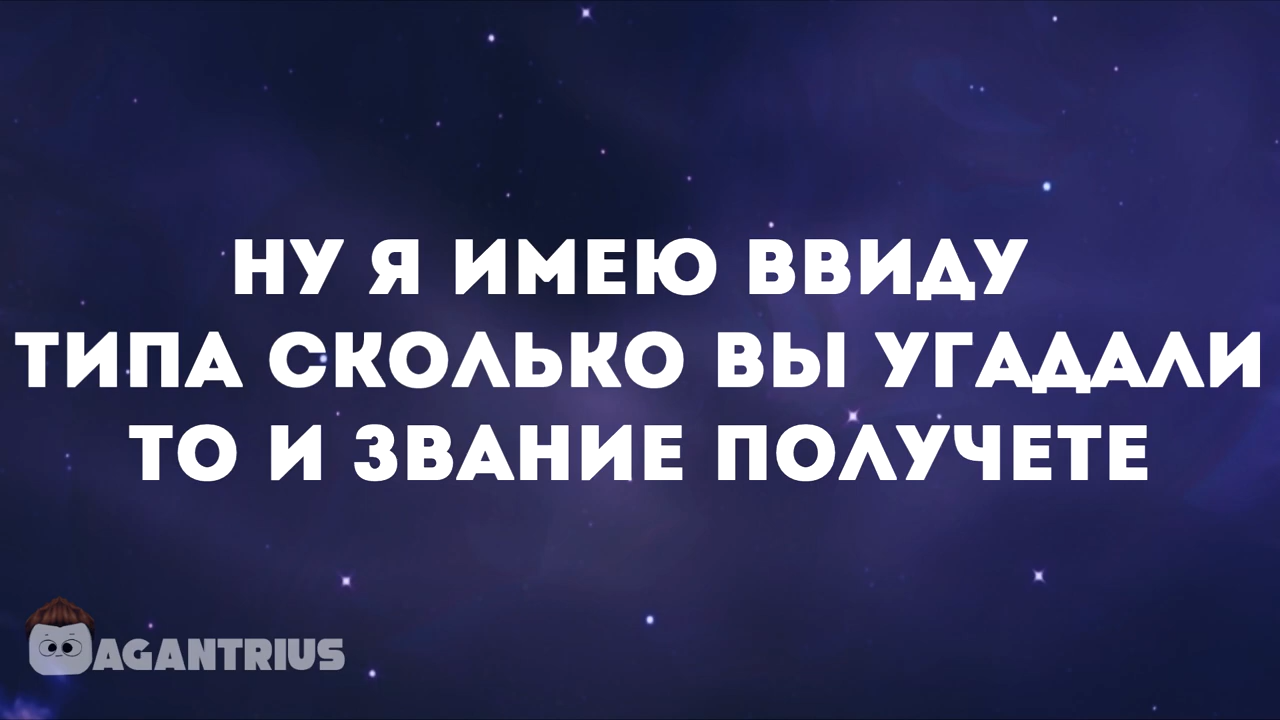 НУ Я ИМЕЮ ВВИДУ
ТИПА СКОЛЬКО ВЫ УГАДАЛИ
ТО И ЗВАНИЕ ПОЛУЧЕТЕ
AGANTRIUS